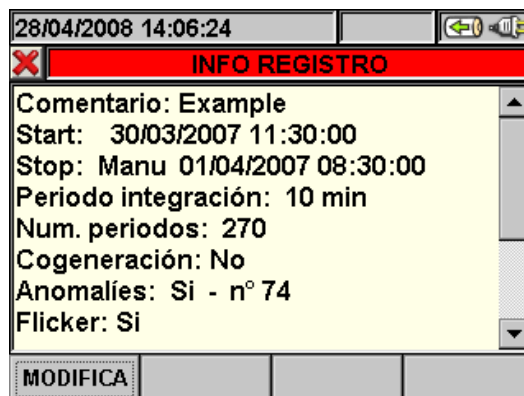 28/04/2008 14:06:24
INFO REGISTRO
Comentario: Example
Start: 30/03/2007 11:30:00
Stop: Manu 01/04/2007 08:30:00
Periodo integración: 10 min
Num. periodos: 270
Cogeneración: No
Anomalíes: Si - n° 74
Flicker: Si
MODIFICA